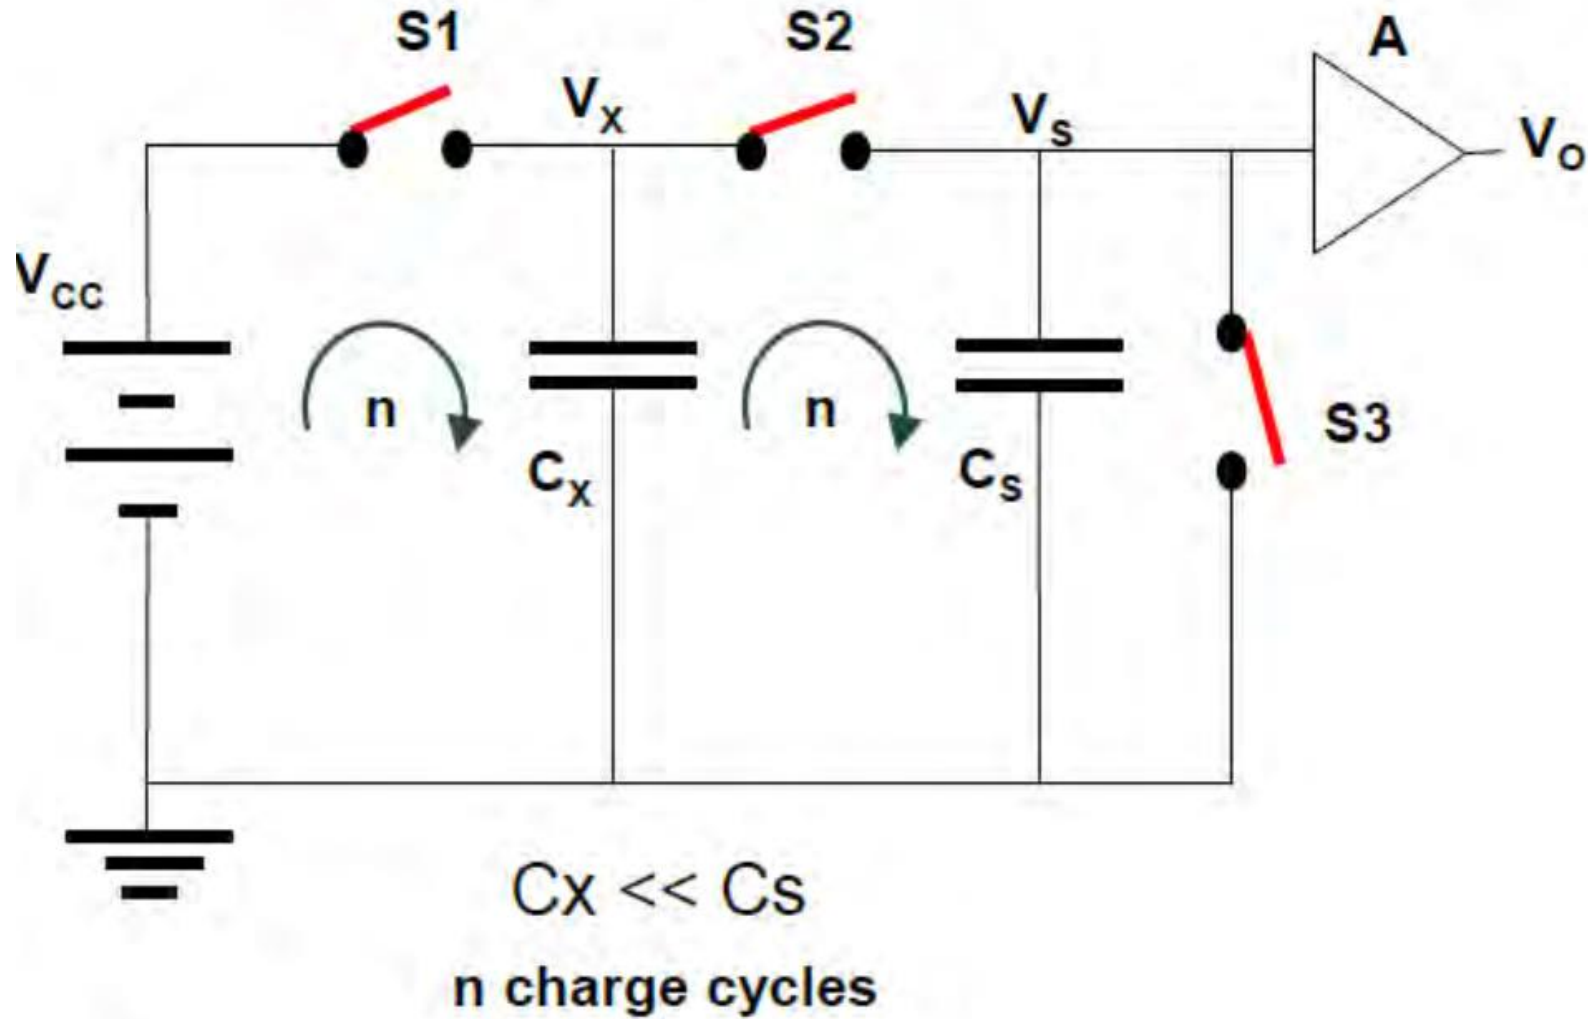 S1
S2
A
Vx
Vs
Vo
Vcc
n
n
Cx
Cs
S3
Cx << Cs
n charge cycles